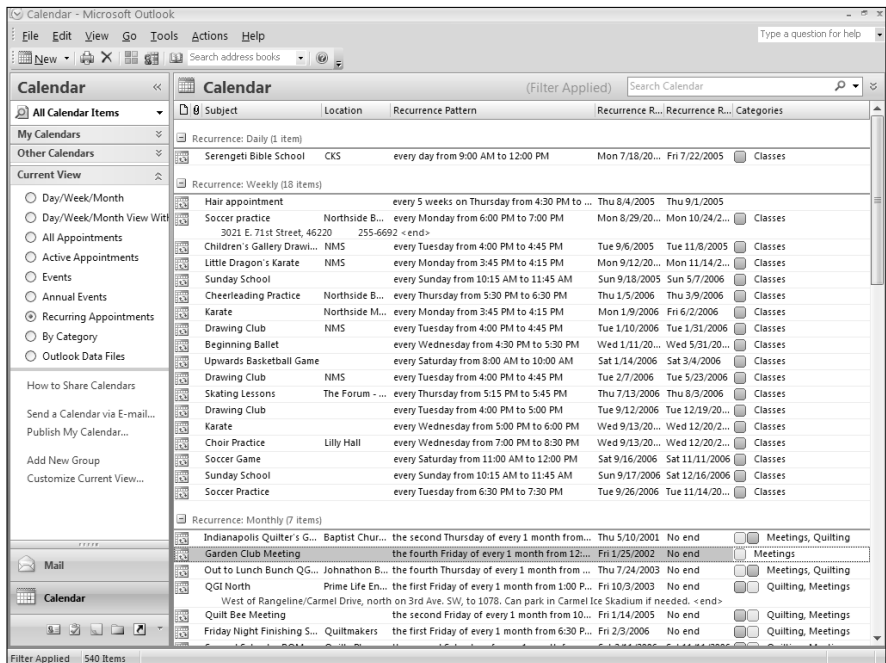 Calendar - Microsoft Outlook
File Edit View Go Tools Actions Help Type a question for help
New Search address books
Calendar «
All Calendar Items
My Calendars
Other Calendars
Current View
Day/Week/Month
Day/Week/Month View With
All Appointments
Active Appointments
Events
Annual Events
Recurring Appointments
By Category
Outlook Data Files
How to Share Calendars
Send a Calendar via E-mail...
Publish My Calendar...
Add New Group
Customize Current View...
Mail
Calendar
Calendar (Filter Applied) Search Calendar
Subject Location Recurrence Pattern Recurrence R... Recurrence R... Categories
Recurrence: Daily (1 item)
Serengeti Bible School CKS every day from 9:00 AM to 12:00 PM Mon 7/18/20... Fri 7/22/2005 Classes
Recurrence: Weekly (18 items)
Hair appointment every 5 weeks on Thursday from 4:30 PM to ... Thu 8/4/2005 Thu 9/1/2005
Soccer practice Northside B... every Monday from 6:00 PM to 7:00 PM Mon 8/29/20... Mon 10/24/2... Classes
3021 E. 71st Street, 46220 255-6692 <end>
Children's Gallery Drawi... NMS every Tuesday from 4:00 PM to 4:45 PM Tue 9/6/2005 Tue 11/8/2005 Classes
Little Dragon's Karate NMS every Monday from 3:45 PM to 4:15 PM Mon 9/12/20... Mon 11/14/2... Classes
Sunday School every Sunday from 10:15 AM to 11:45 AM Sun 9/18/2005 Sun 5/7/2006 Classes
Cheerleading Practice Northside B... every Thursday from 5:30 PM to 6:30 PM Thu 1/5/2006 Thu 3/9/2006 Classes
Karate Northside M... every Monday from 3:45 PM to 4:15 PM Mon 1/9/2006 Fri 6/2/2006 Classes
Drawing Club NMS every Tuesday from 4:00 PM to 4:45 PM Tue 1/10/2006 Tue 1/31/2006 Classes
Beginning Ballet every Wednesday from 4:30 PM to 5:30 PM Wed 1/11/20... Wed 5/31/20... Classes
Upwards Basketball Game every Saturday from 8:00 AM to 10:00 AM Sat 1/14/2006 Sat 3/4/2006 Classes
Drawing Club NMS every Tuesday from 4:00 PM to 4:45 PM Tue 2/7/2006 Tue 5/23/2006 Classes
Skating Lessons The Forum - ... every Thursday from 5:15 PM to 5:45 PM Thu 7/13/2006 Thu 8/3/2006 Classes
Drawing Club every Tuesday from 4:00 PM to 5:00 PM Tue 9/12/2006 Tue 12/19/20... Classes
Karate every Wednesday from 5:00 PM to 6:00 PM Wed 9/13/20... Wed 12/20/2... Classes
Choir Practice Lilly Hall every Wednesday from 7:00 PM to 8:30 PM Wed 9/13/20... Wed 12/20/2... Classes
Soccer Game every Saturday from 11:00 AM to 12:00 PM Sat 9/16/2006 Sat 11/11/2006 Classes
Sunday School every Sunday from 10:15 AM to 11:45 AM Sun 9/17/2006 Sat 12/16/2006 Classes
Soccer Practice every Tuesday from 6:30 PM to 7:30 PM Tue 9/26/2006 Tue 11/14/20... Classes
Recurrence: Monthly (7 items)
Indianapolis Quilter's G... Baptist Chur... the second Thursday of every 1 month from... Thu 5/10/2001 No end Meetings, Quilting
Garden Club Meeting the fourth Friday of every 1 month from 12:... Fri 1/25/2002 No end Meetings
Out to Lunch Bunch QG... Johnathon B... the fourth Thursday of every 1 month from ... Thu 7/24/2003 No end Meetings, Quilting
QGI North Prime Life En... the first Friday of every 1 month from 1:00 P... Fri 10/3/2003 No end Quilting, Meetings
West of Rangeline/Carmel Drive, north on 3rd Ave. SW, to 1078. Can park in Carmel Ice Skadium if needed. <end>
Quilt Bee Meeting the second Friday of every 1 month from 10... Fri 1/14/2005 No end Quilting, Meetings
Friday Night Finishing S... Quiltmakers the first Friday of every 1 month from 6:30 P... Fri 2/3/2006 No end Quilting, Meetings
Filter Applied 540 Items